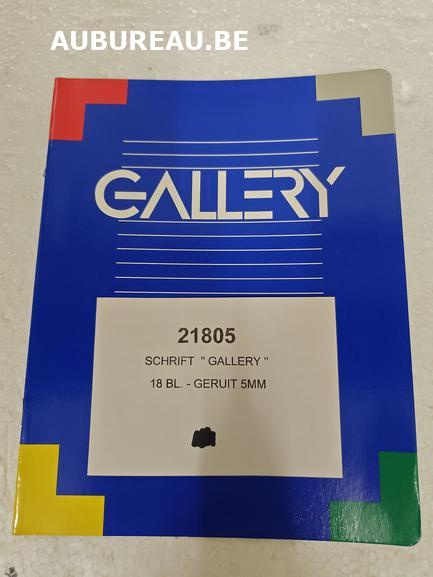 AUBUREAU.BE
GALLERY
21805
SCHRIFT " GALLERY "
18 BL. - GERUIT 5MM